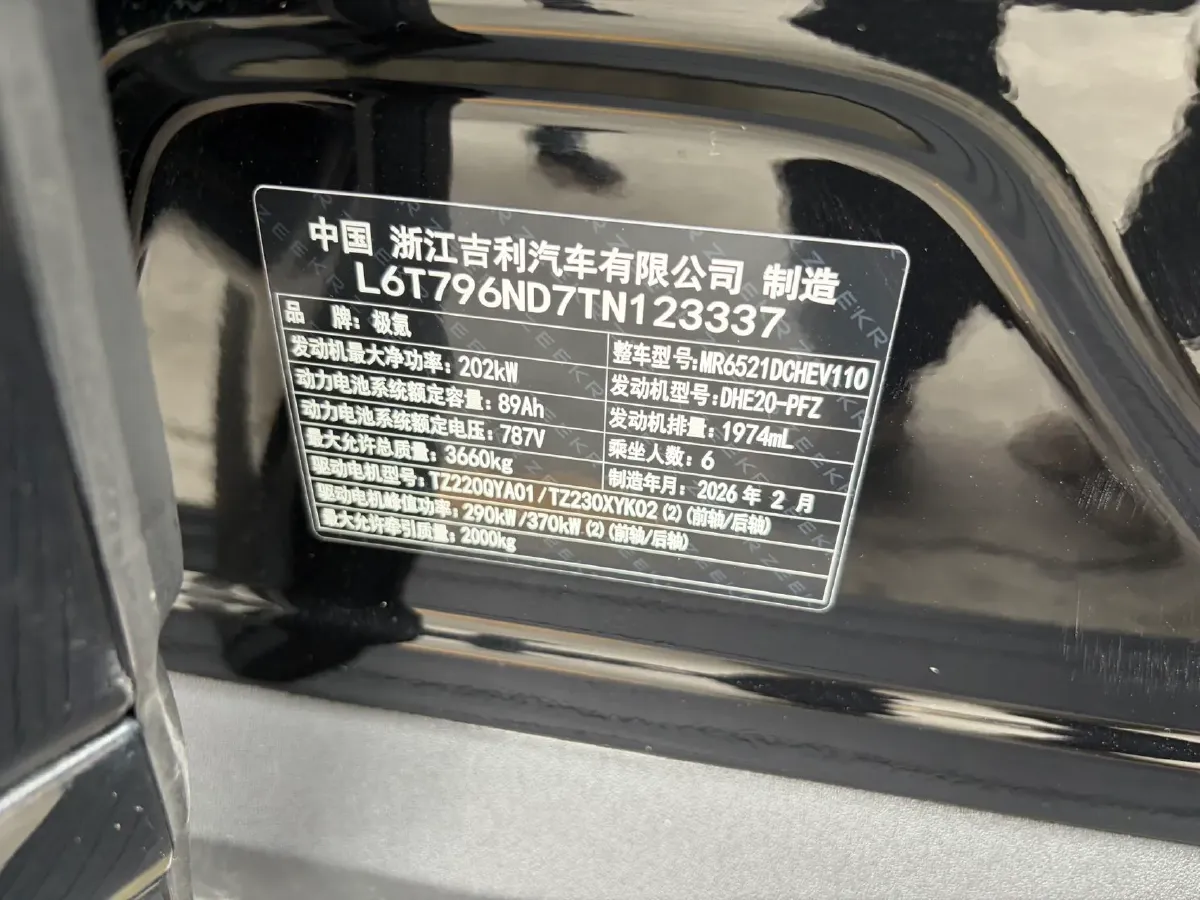 中国 浙江吉利汽车有限公司 制造
L6T796ND7TN123337
品 牌：极氪
整车型号：MR6521DCHEV110
发动机最大净功率：202kW
发动机型号：DHE20-PFZ
动力电池系统额定容量：89Ah
发动机排量：1974mL
动力电池系统额定电压：787V
乘坐人数：6
最大允许总质量：3660kg
制造年月：2026年2月
驱动电机型号：TZ220QYA01/TZ230XYK02(2)(前轴/后轴)
驱动电机峰值功率：290kW/370kW(2)(前轴/后轴)
最大允许牵引质量：2000kg